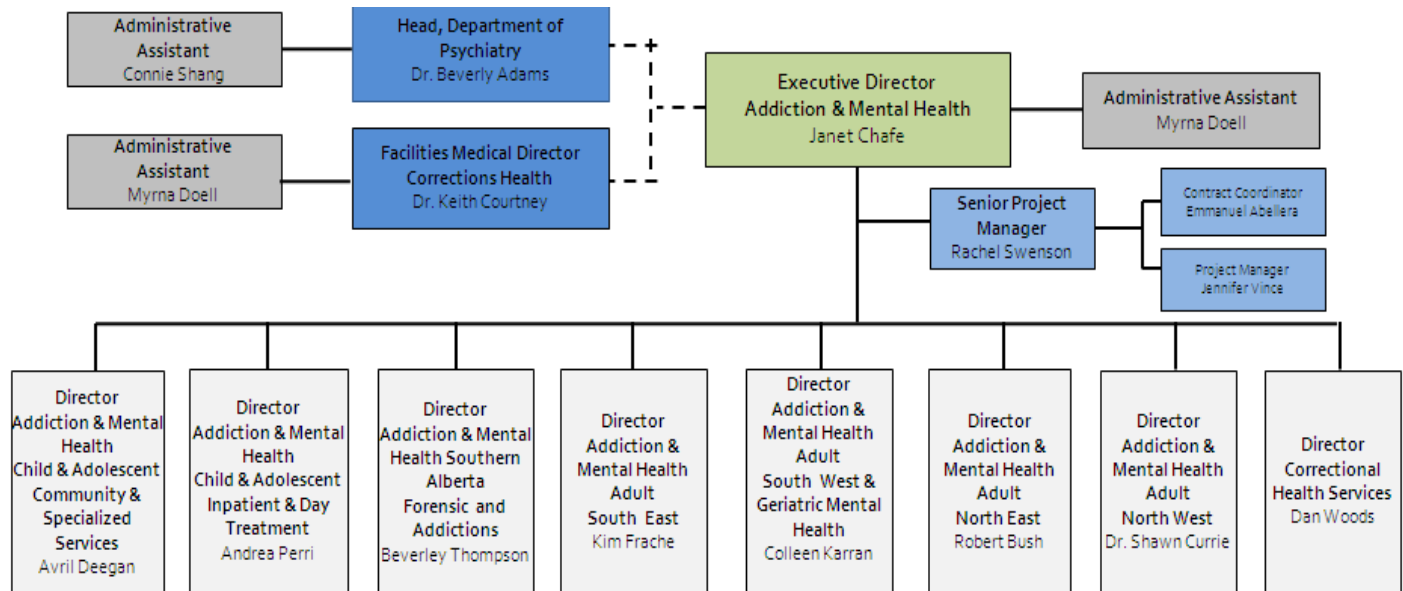 Administrative
Assistant
Connie Shang
Head, Department of
Psychiatry
Dr. Beverly Adams
Executive Director
Addiction & Mental Health
Janet Chafe
Administrative Assistant
Myrna Doell
Administrative
Assistant
Myrna Doell
Facilities Medical Director
Corrections Health
Dr. Keith Courtney
Senior Project
Manager
Rachel Swenson
Contract Coordinator
Emmanuel Abellera
Project Manager
Jennifer Vince
Director
Addiction & Mental
Health
Child & Adolescent
Community &
Specialized
Services
Avril Deegan
Director
Addiction & Mental
Health
Child & Adolescent
Inpatient & Day
Treatment
Andrea Perri
Director
Addiction & Mental
Health Southern
Alberta
Forensic and
Addictions
Beverley Thompson
Director
Addiction &
Mental Health
Adult
South East
Kim Frache
Director
Addiction &
Mental Health
Adult
South West &
Geriatric Mental
Health
Colleen Karran
Director
Addiction &
Mental Health
Adult
North East
Robert Bush
Director
Addiction &
Mental Health
Adult
North West
Dr. Shawn Currie
Director
Correctional
Health Services
Dan Woods